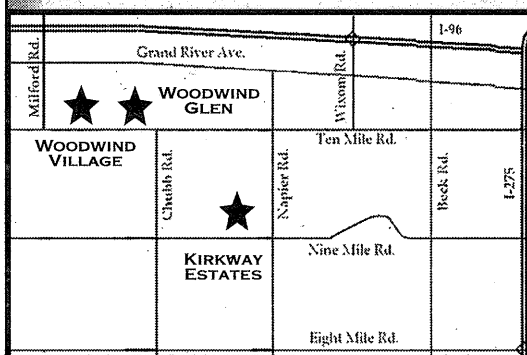 I-96
Grand River Ave.
Milford Rd.
Wixom Rd.
WOODWIND
GLEN
WOODWIND
VILLAGE
Ten Mile Rd.
Chubb Rd.
Napier Rd.
Beck Rd.
I-275
KIRKWAY
ESTATES
Nine Mile Rd.
Eight Mile Rd.